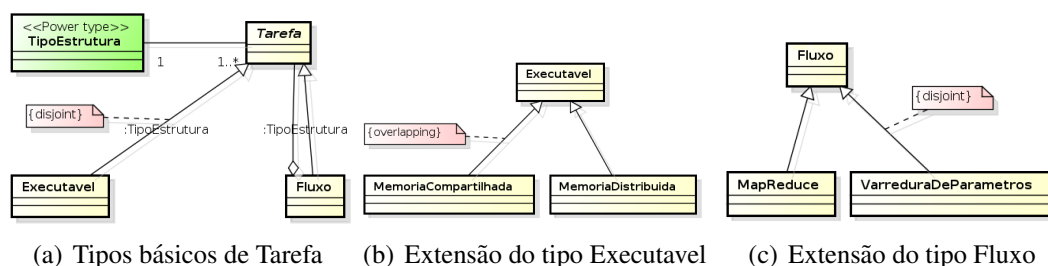 <<Power type>>
TipoEstrutura
Tarefa
1
1..*
{disjoint}
:TipoEstrutura
:TipoEstrutura
Executavel
Fluxo
(a) Tipos básicos de Tarefa
Executavel
{overlapping}
MemoriaCompartilhada
MemoriaDistribuida
(b) Extensão do tipo Executavel
Fluxo
{disjoint}
MapReduce
VarreduraDeParametros
(c) Extensão do tipo Fluxo